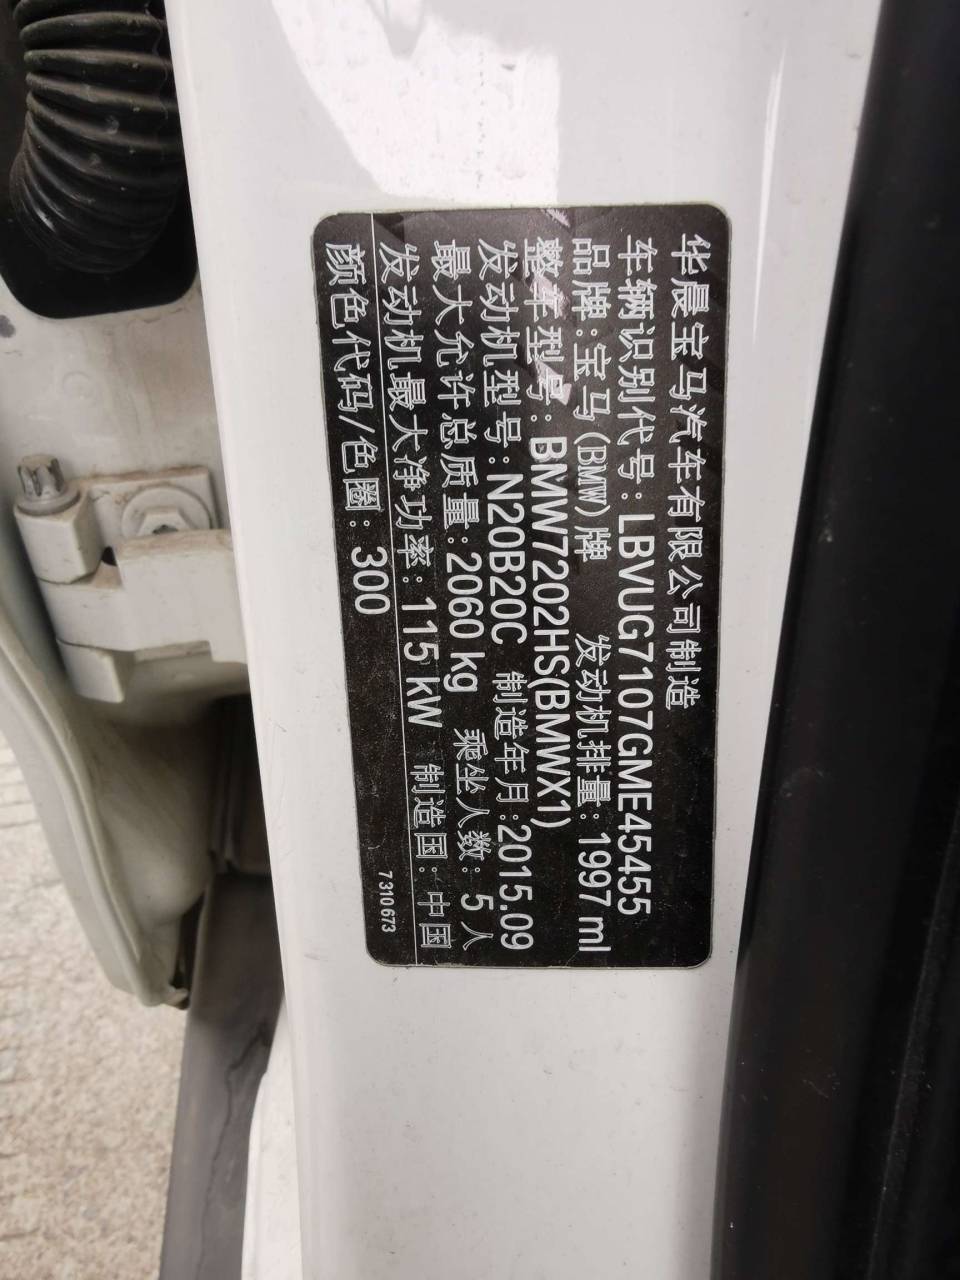 华晨宝马汽车有限公司制造
车辆识别代号:LBVUG7107GME45455
品牌:宝马(BMW)牌 发动机排量:1997 ml
整车型号:BMW7202HS(BMWX1)
发动机型号:N20B20C 制造年月:2015.09
最大允许总质量:2060 kg 乘坐人数: 5 人
发动机最大净功率:115 kW 制造国: 中国
颜色代码/色圈: 300
7 310 673